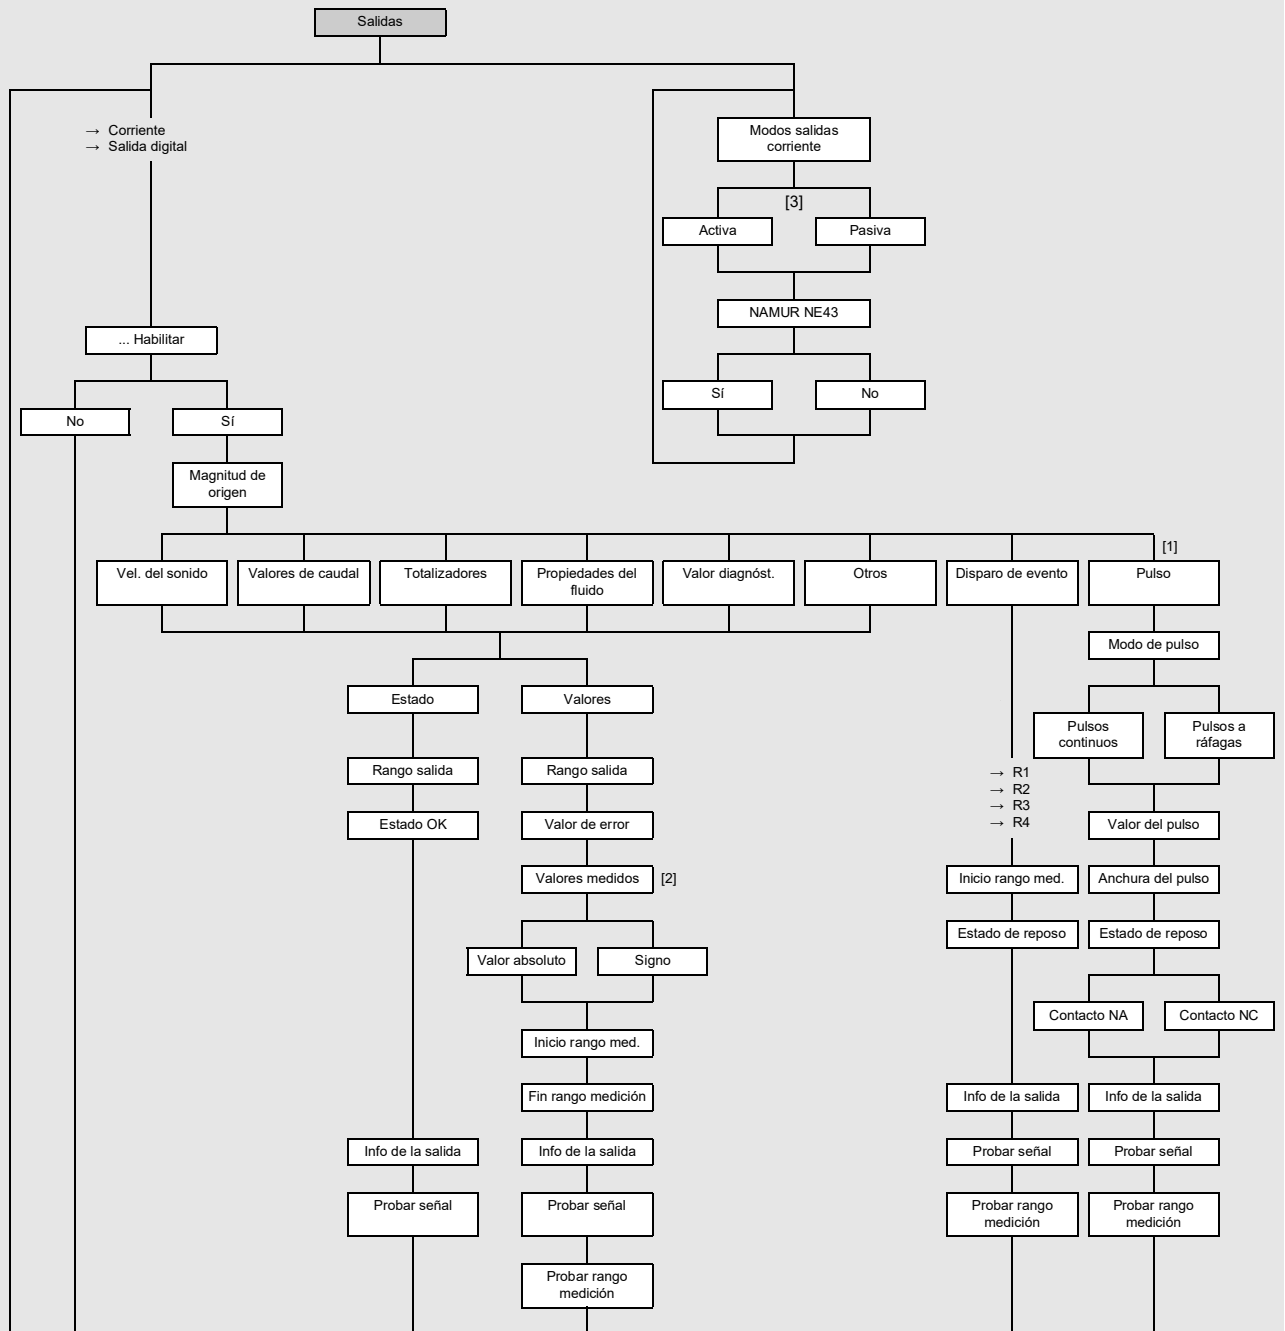 Salidas
→ Corriente
→ Salida digital
Modos salidas
corriente
[3]
Activa
Pasiva
NAMUR NE43
... Habilitar
Sí
No
No
Sí
Magnitud de
origen
[1]
Vel. del sonido
Valores de caudal
Totalizadores
Propiedades del
fluido
Valor diagnóst.
Otros
Disparo de evento
Pulso
Modo de pulso
Estado
Valores
Pulsos
continuos
Pulsos a
ráfagas
Rango salida
Rango salida
→ R1
→ R2
→ R3
→ R4
Estado OK
Valor de error
Valor del pulso
Valores medidos
[2]
Inicio rango med.
Anchura del pulso
Estado de reposo
Estado de reposo
Valor absoluto
Signo
Contacto NA
Contacto NC
Inicio rango med.
Fin rango medición
Info de la salida
Info de la salida
Info de la salida
Info de la salida
Probar señal
Probar señal
Probar señal
Probar señal
Probar rango
medición
Probar rango
medición
Probar rango
medición